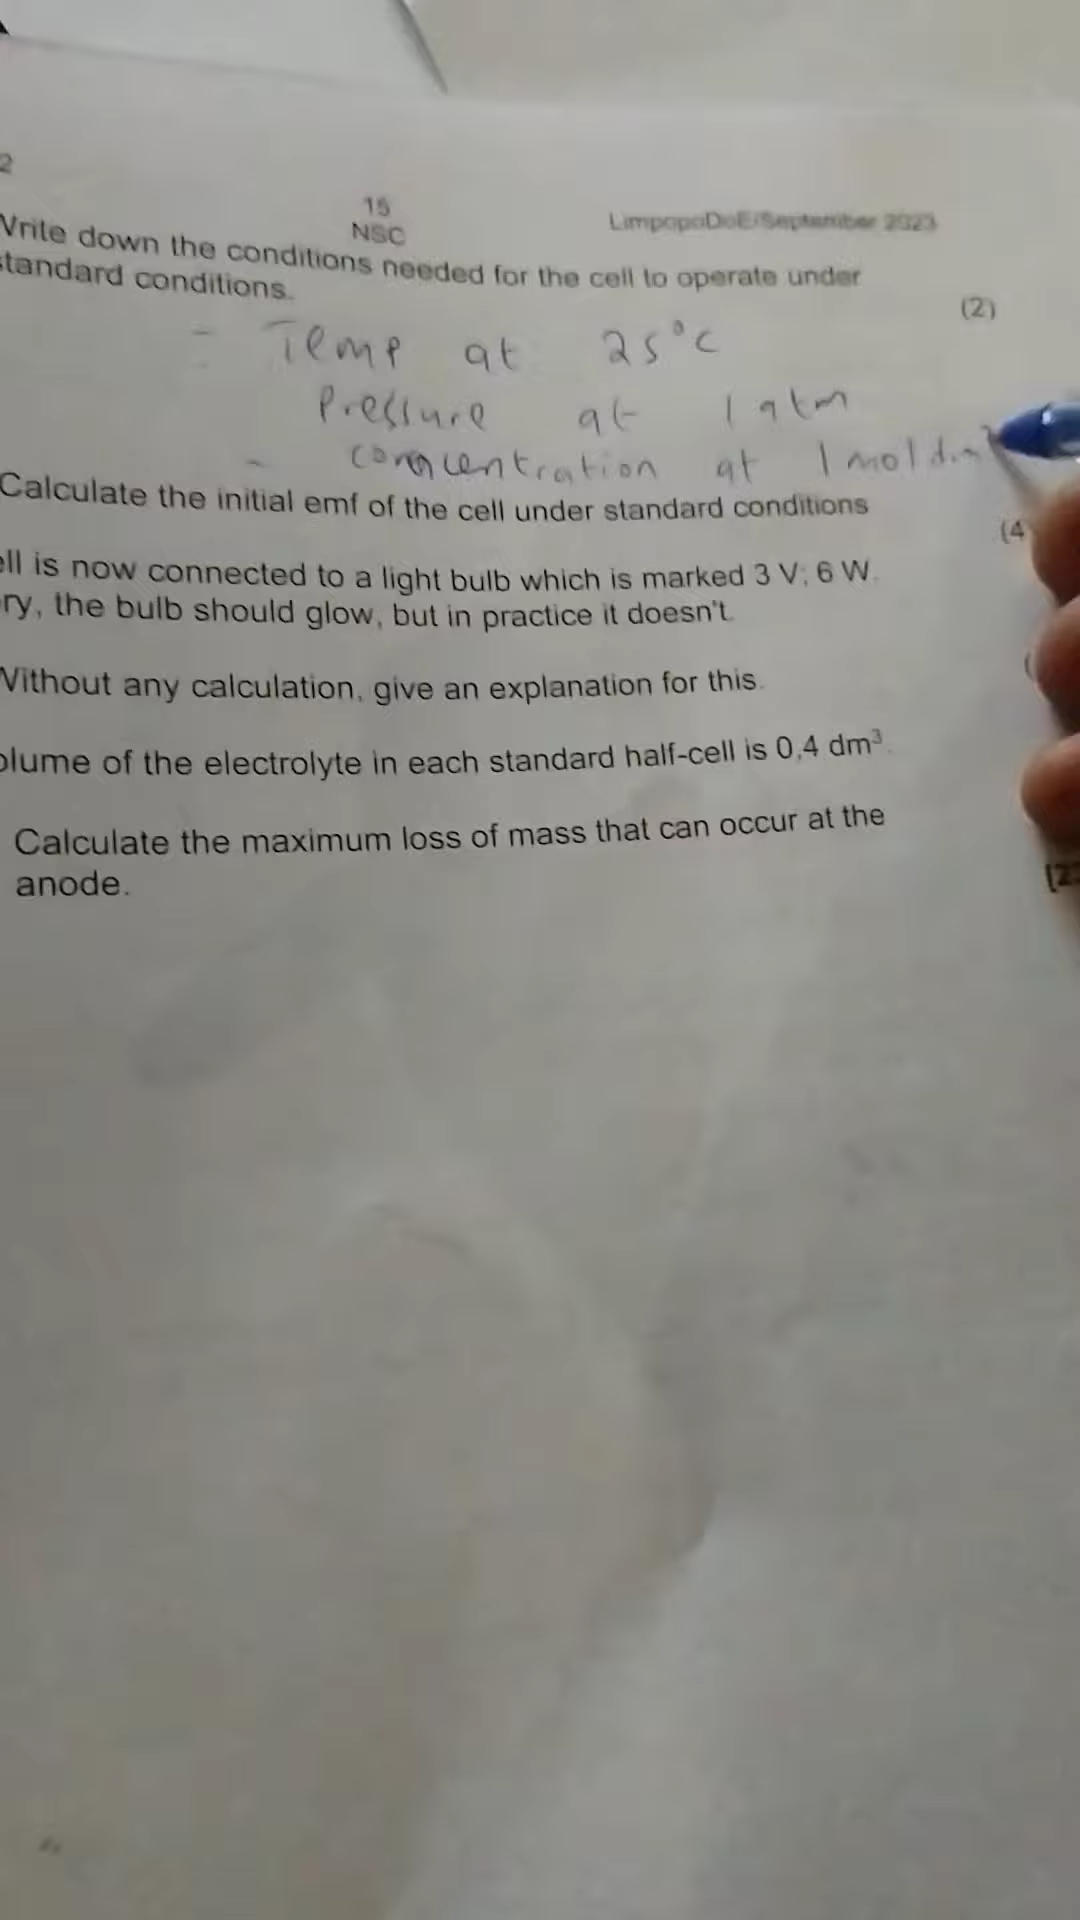 2
15
NSC
LimpopoDoE/September 2023
Write down the conditions needed for the cell to operate under
standard conditions.
(2)
- Temp at 25°C
Pressure at 1 atm
- concentration at 1 mol
Calculate the initial emf of the cell under standard conditions
(4
ell is now connected to a light bulb which is marked 3 V; 6 W.
ry, the bulb should glow, but in practice it doesn't.
Without any calculation, give an explanation for this.
(
olume of the electrolyte in each standard half-cell is 0,4 dm³.
Calculate the maximum loss of mass that can occur at the
anode.